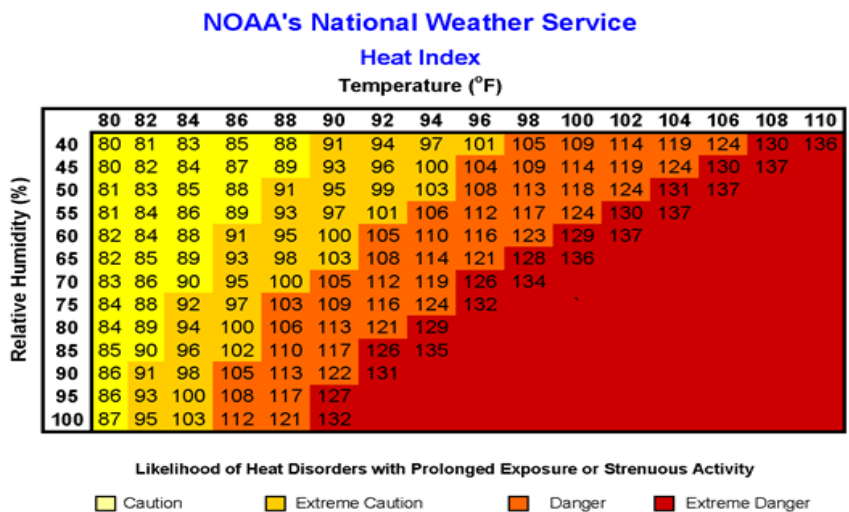 NOAA's National Weather Service
Heat Index
Temperature (°F)
80 82 84 86 88 90 92 94 96 98 100 102 104 106 108 110
Relative Humidity (%)
40 80 81 83 85 88 91 94 97 101 105 109 114 119 124 130 136
45 80 82 84 87 89 93 96 100 104 109 114 119 124 130 137
50 81 83 85 88 91 95 99 103 108 113 118 124 131 137
55 81 84 86 89 93 97 101 106 112 117 124 130 137
60 82 84 88 91 95 100 105 110 116 123 129 137
65 82 85 89 93 98 103 108 114 121 128 136
70 83 86 90 95 100 105 112 119 126 134
75 84 88 92 97 103 109 116 124 132
80 84 89 94 100 106 113 121 129
85 85 90 96 102 110 117 126 135
90 86 91 98 105 113 122 131
95 86 93 100 108 117 127
100 87 95 103 112 121 132
Likelihood of Heat Disorders with Prolonged Exposure or Strenuous Activity
Caution Extreme Caution Danger Extreme Danger